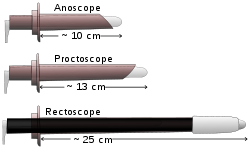 Anoscope
~ 10 cm
Proctoscope
~ 13 cm
Rectoscope
~ 25 cm